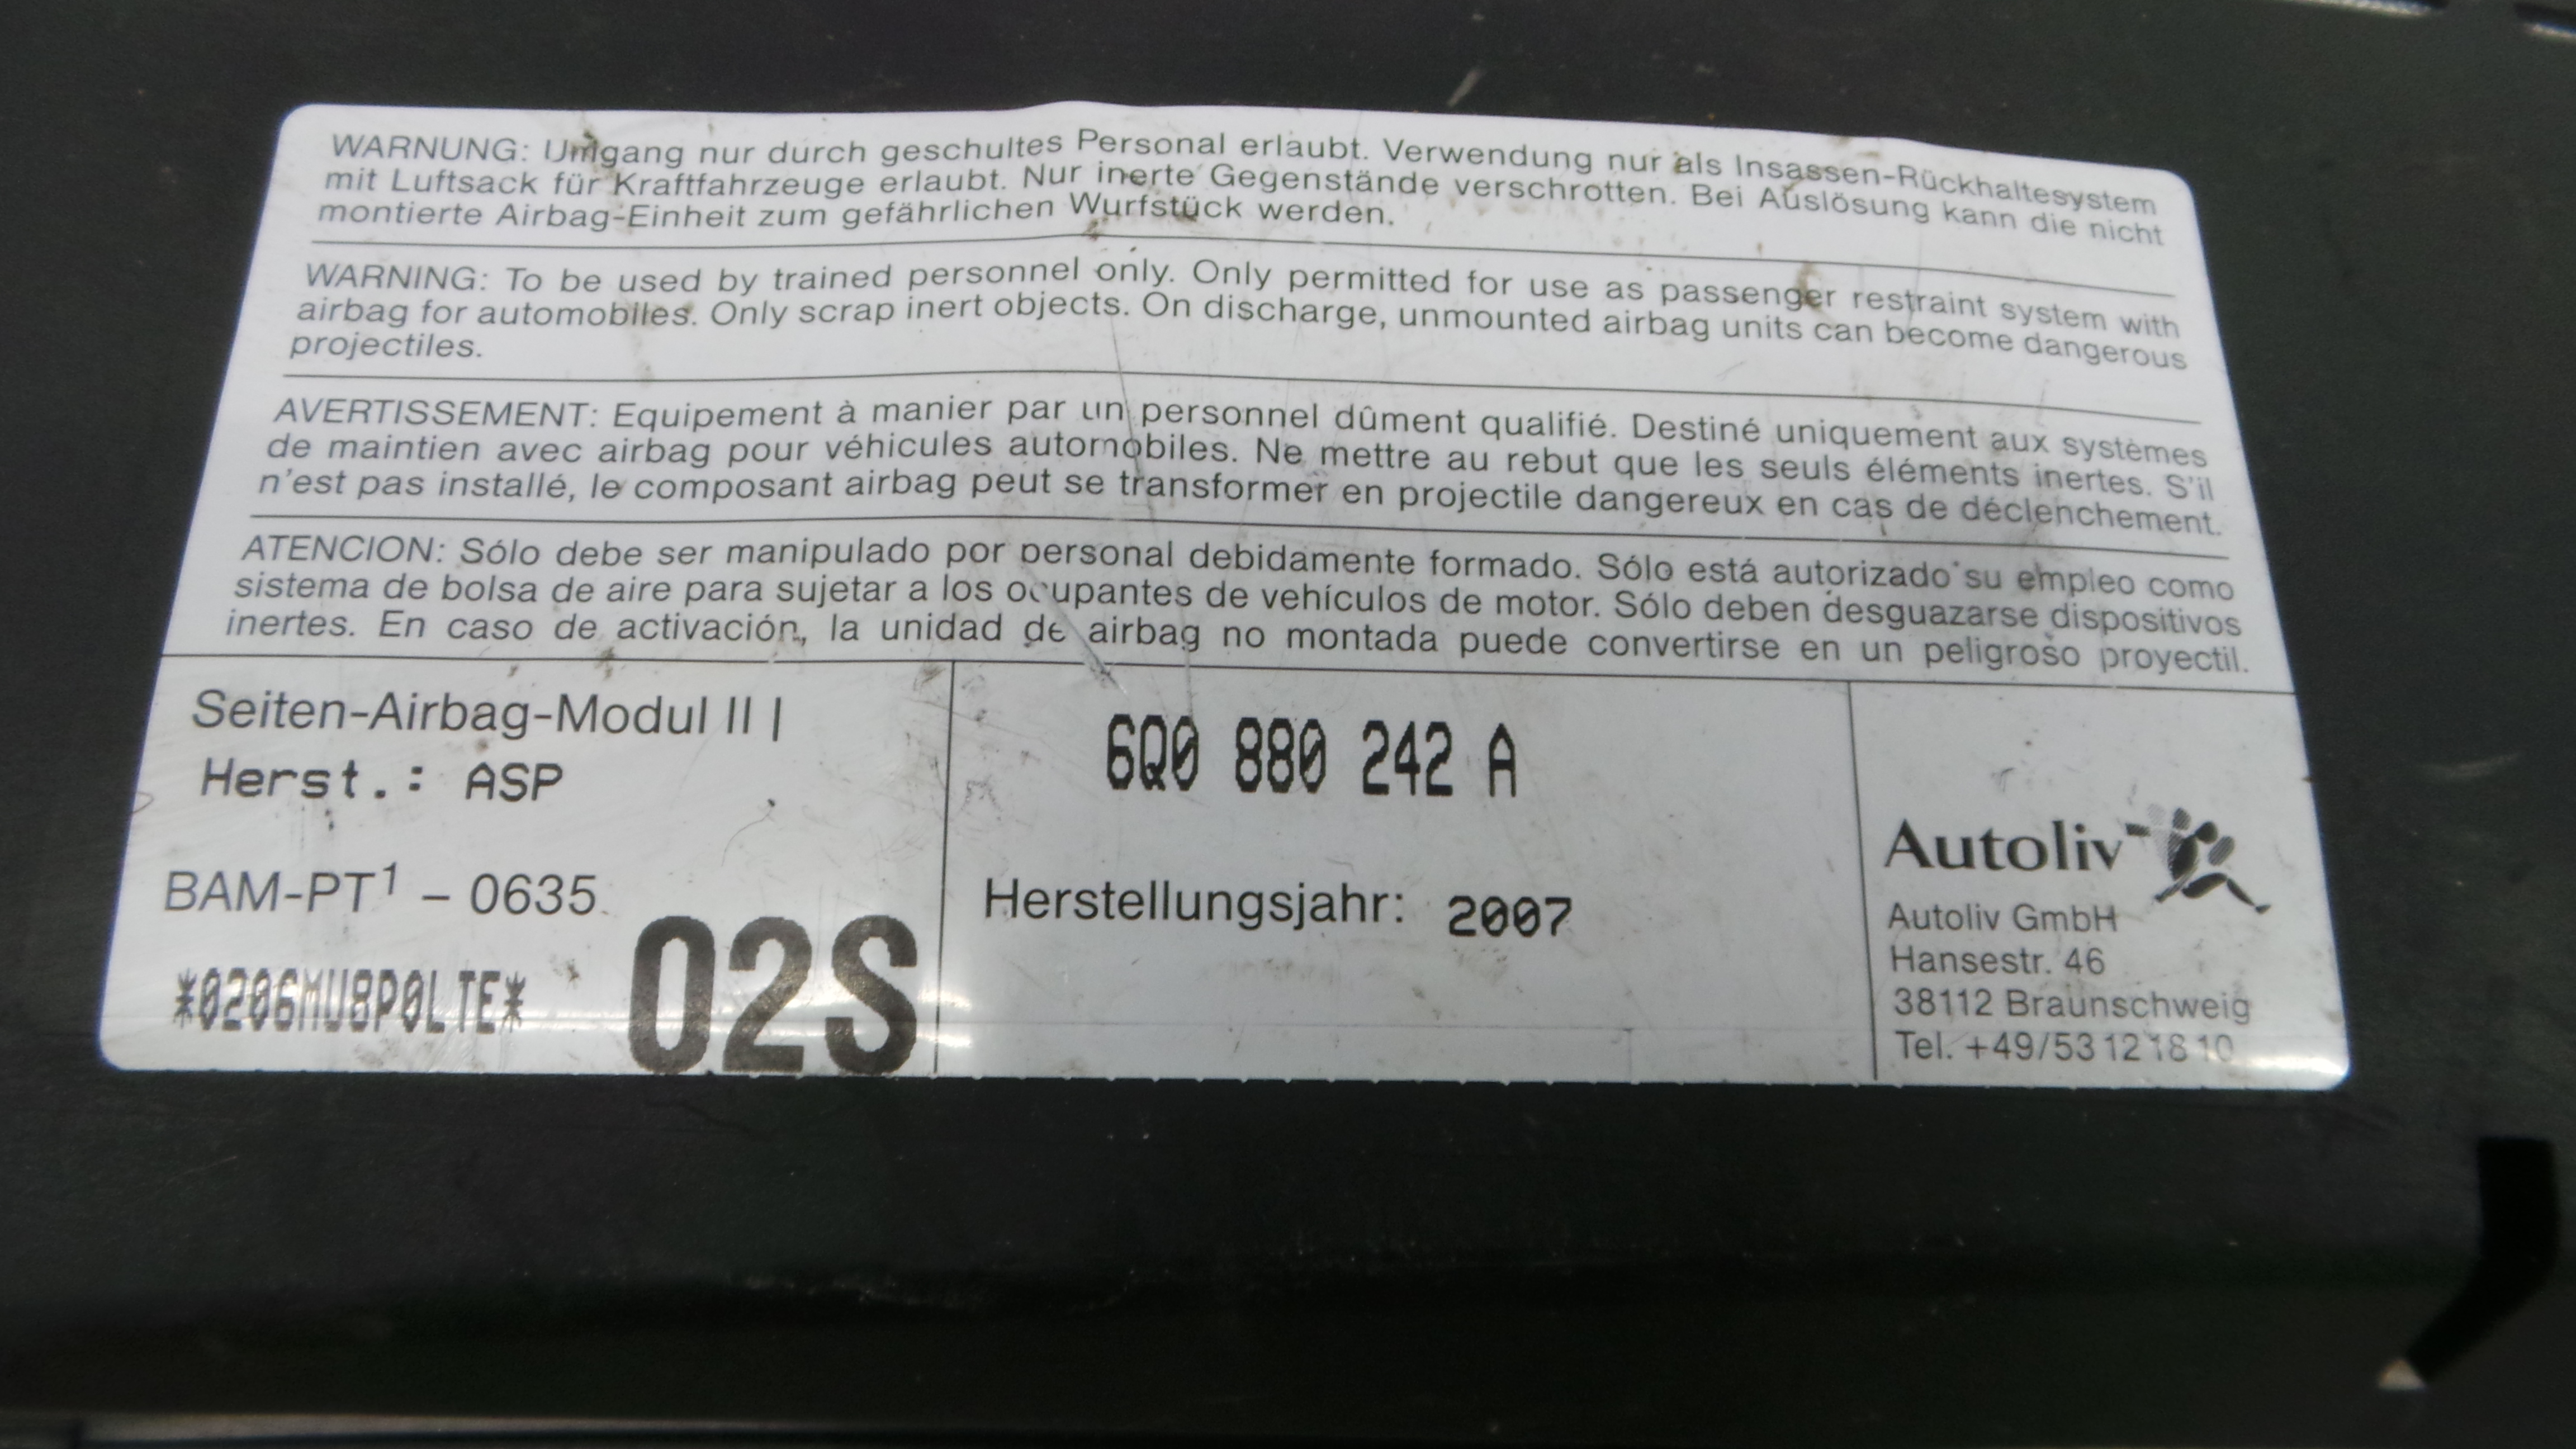 WARNUNG: Umgang nur durch geschultes Personal erlaubt. Verwendung nur als Insassen-Rückhaltesystem
mit Luftsack für Kraftfahrzeuge erlaubt. Nur inerte Gegenstände verschrotten. Bei Auslösung kann die nicht
montierte Airbag-Einheit zum gefährlichen Wurfstück werden.
WARNING: To be used by trained personnel only. Only permitted for use as passenger restraint system with
airbag for automobiles. Only scrap inert objects. On discharge, unmounted airbag units can become dangerous
projectiles.
AVERTISSEMENT: Equipement à manier par un personnel dûment qualifié. Destiné uniquement aux systèmes
de maintien avec airbag pour véhicules automobiles. Ne mettre au rebut que les seuls éléments inertes. S'il
n'est pas installé, le composant airbag peut se transformer en projectile dangereux en cas de déclenchement.
ATENCION: Sólo debe ser manipulado por personal debidamente formado. Sólo está autorizado su empleo como
sistema de bolsa de aire para sujetar a los ocupantes de vehículos de motor. Sólo deben desguazarse dispositivos
inertes. En caso de activación, la unidad de airbag no montada puede convertirse en un peligroso proyectil.
Seiten-Airbag-Modul II |
Herst.: ASP
BAM-PT¹ – 0635
*0206MU8P0LTE*
02S
6Q0 880 242 A
Herstellungsjahr: 2007
Autoliv
Autoliv GmbH
Hansestr. 46
38112 Braunschweig
Tel. +49/53 12 18 10